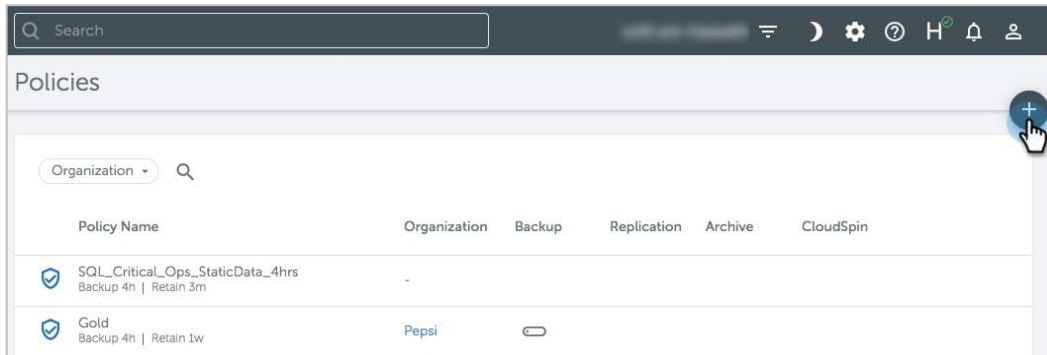 Search
H
Policies
Organization
Policy Name Organization Backup Replication Archive CloudSpin
SQL_Critical_Ops_StaticData_4hrs
Backup 4h | Retain 3m
-
Gold
Backup 4h | Retain 1w
Pepsi